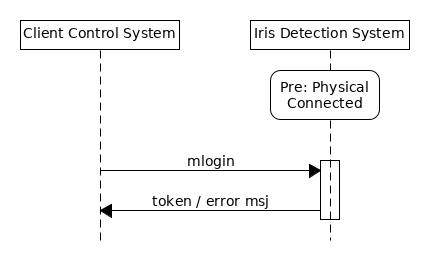 Client Control System
Iris Detection System
Pre: Physical
Connected
mlogin
token / error msj